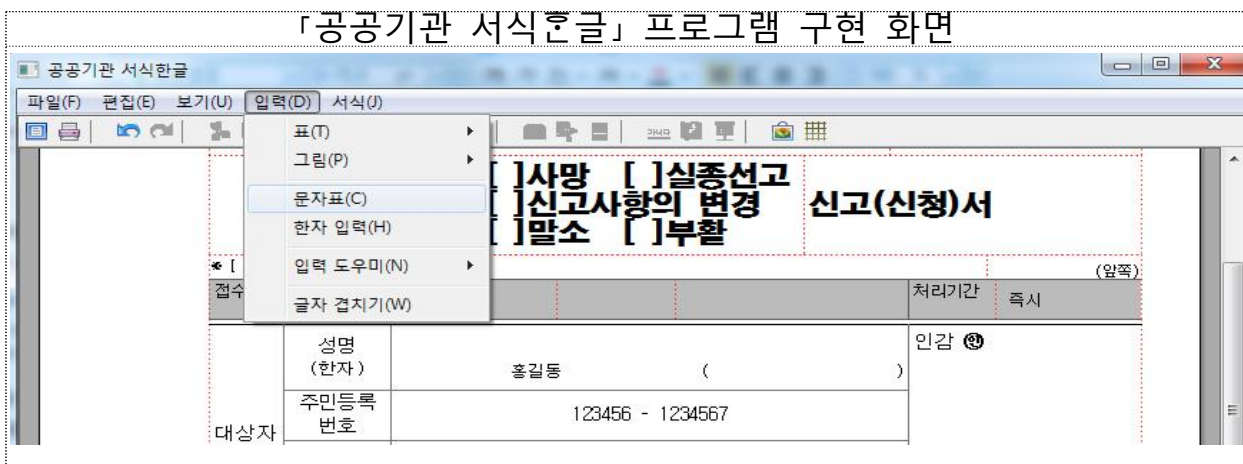 「공공기관 서식ᄒᆞᆫ글」 프로그램 구현 화면
공공기관 서식한글
파일(F) 편집(E) 보기(U) 입력(D) 서식(J)
표(T)
그림(P)
문자표(C)
한자 입력(H)
입력 도우미(N)
글자 겹치기(W)
[ ]사망 [ ]실종선고
[ ]신고사항의 변경 신고(신청)서
[ ]말소 [ ]부활
※ [
(앞쪽)
접수
처리기간 즉시
성명
(한자)
홍길동 ( )
인감 ㊞
주민등록
번호
123456 - 1234567
대상자